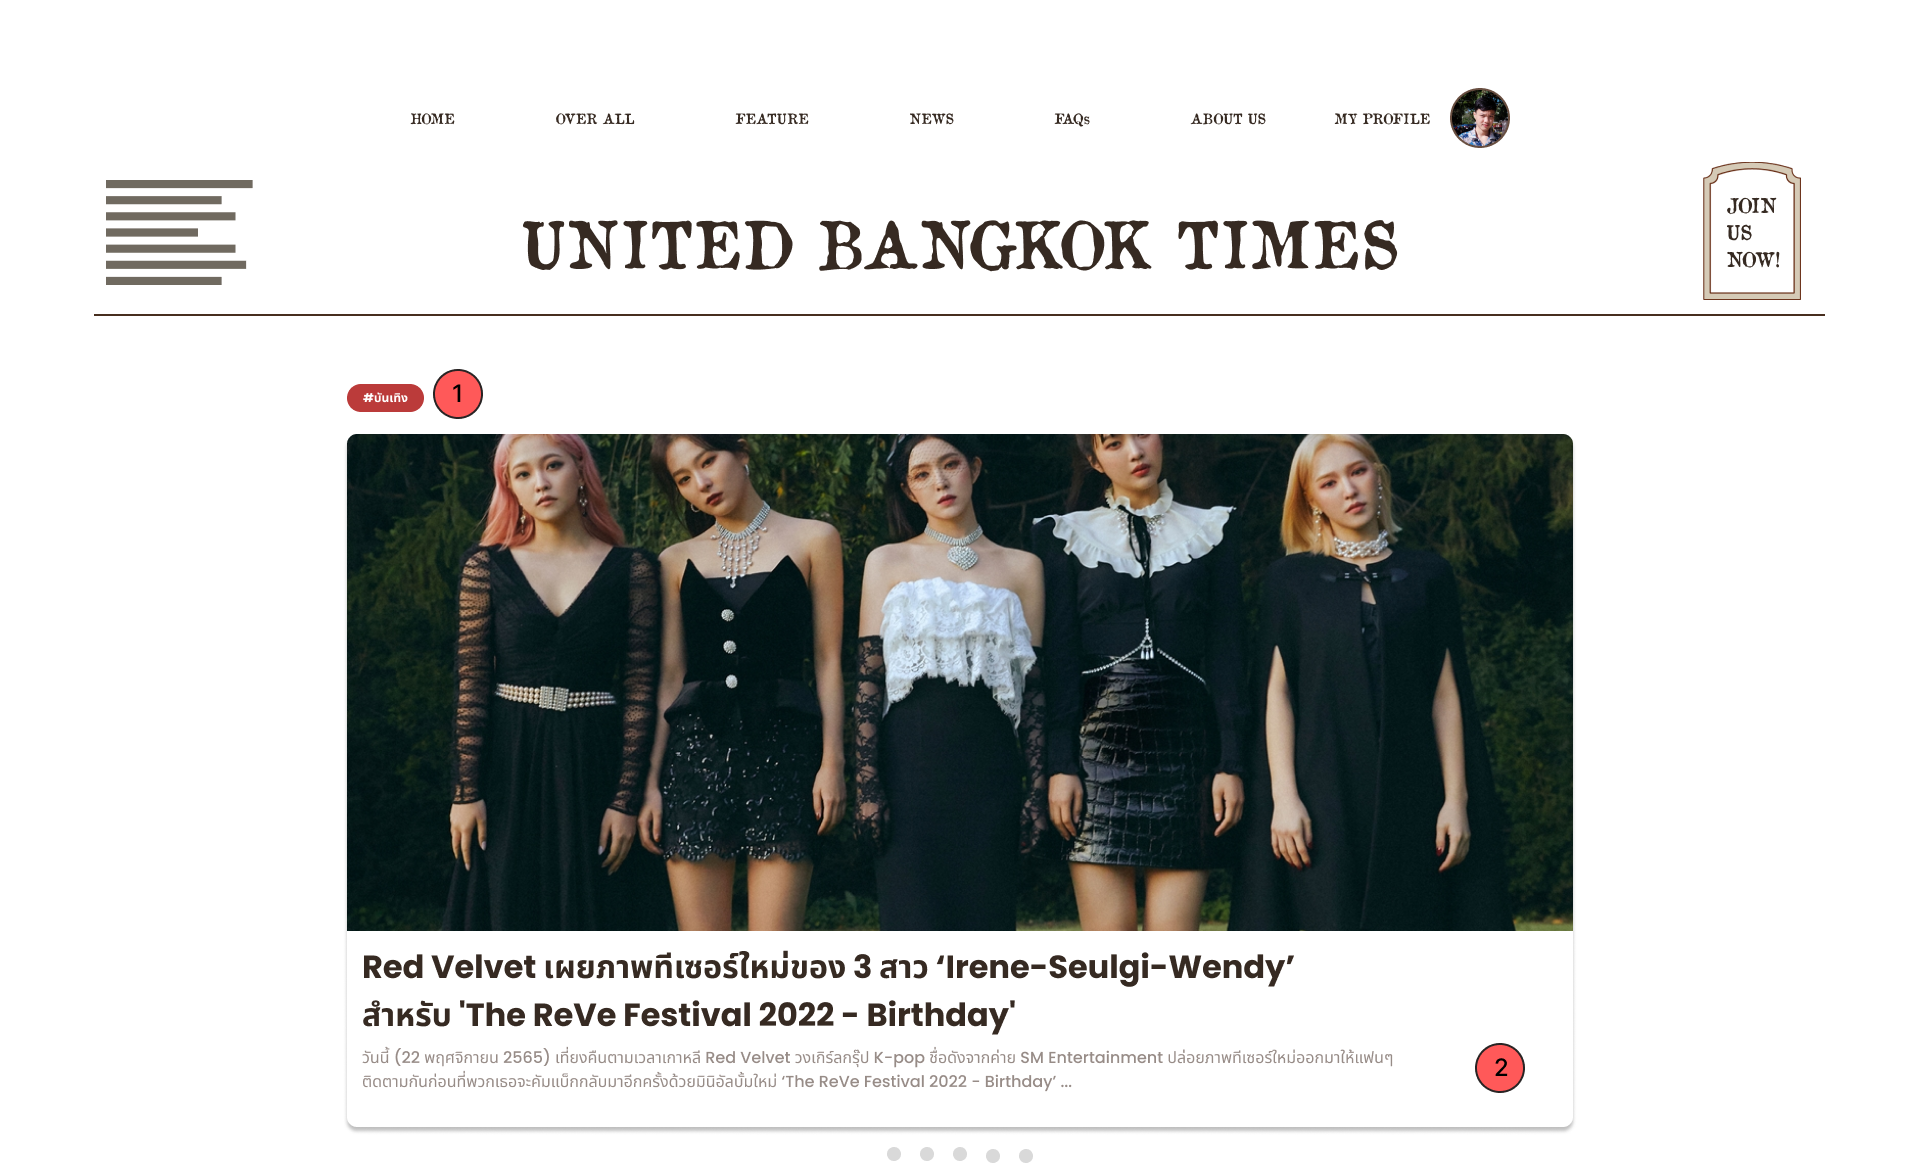 HOME
OVER ALL
FEATURE
NEWS
FAQs
ABOUT US
MY PROFILE
UNITED BANGKOK TIMES
JOIN
US
NOW!
#บันเทิง
1
Red Velvet เผยภาพทีเซอร์ใหม่ของ 3 สาว ‘Irene-Seulgi-Wendy’
สำหรับ 'The ReVe Festival 2022 - Birthday'
วันนี้ (22 พฤศจิกายน 2565) เที่ยงคืนตามเวลาเกาหลี Red Velvet วงเกิร์ลกรุ๊ป K-pop ชื่อดังจากค่าย SM Entertainment ปล่อยภาพทีเซอร์ใหม่ออกมาให้แฟนๆ
ติดตามกันก่อนที่พวกเธอจะคัมแบ็กกลับมาอีกครั้งด้วยมินิอัลบั้มใหม่ ‘The ReVe Festival 2022 - Birthday’ ...
2